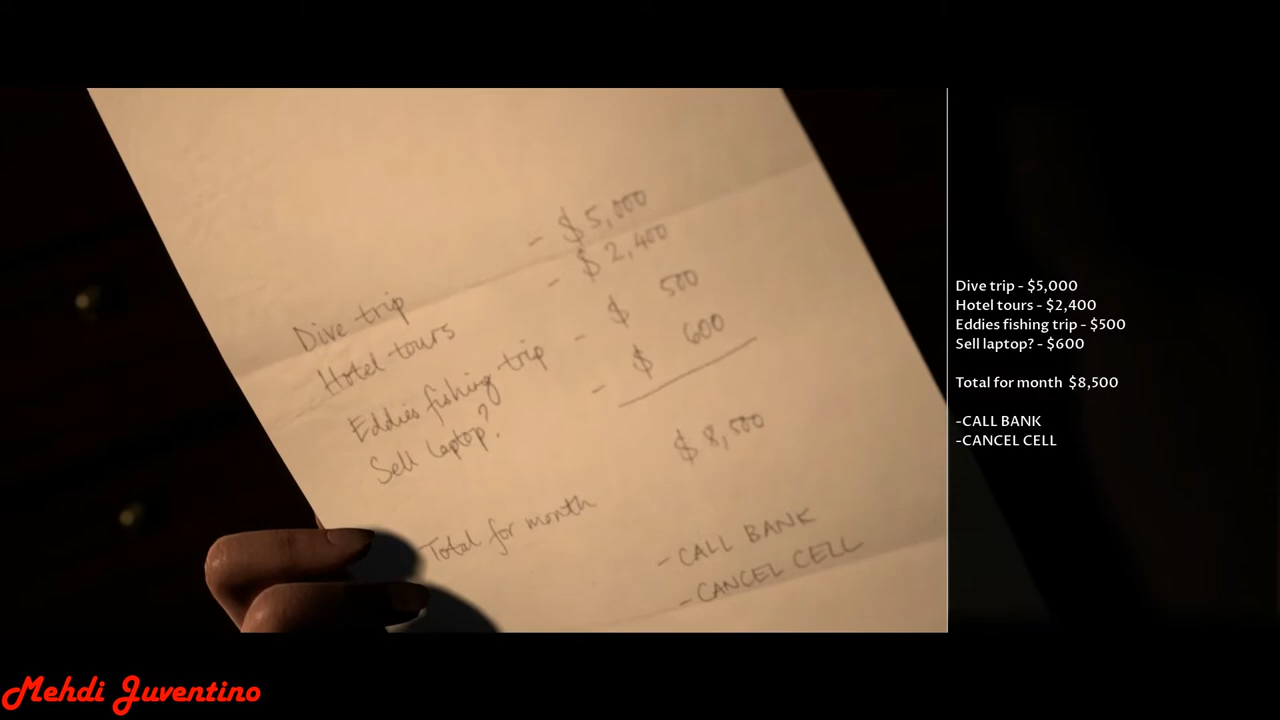 Dive trip - $5,000
Hotel tours - $2,400
Eddies fishing trip - $ 500
Sell laptop? - $ 600
Total for month $8,500
-CALL BANK
-CANCEL CELL
Dive trip - $5,000
Hotel tours - $2,400
Eddies fishing trip - $500
Sell laptop? - $600
Total for month $8,500
-CALL BANK
-CANCEL CELL
Mehdi Juventino